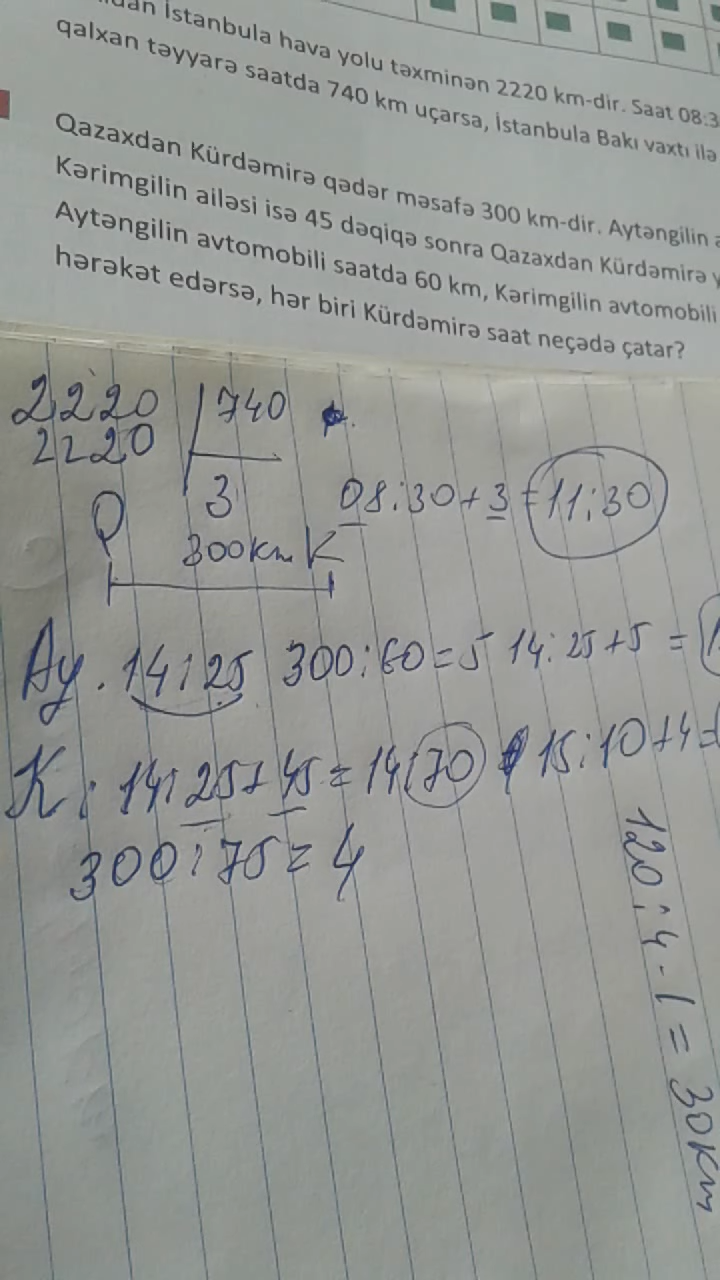 İstanbula hava yolu təxminən 2220 km-dir. Saat 08:3
qalxan təyyarə saatda 740 km uçarsa, İstanbula Bakı vaxtı ilə
Qazaxdan Kürdəmirə qədər məsafə 300 km-dir. Aytəngilin
Kərimgilin ailəsi isə 45 dəqiqə sonra Qazaxdan Kürdəmirə
Aytəngilin avtomobili saatda 60 km, Kərimgilin avtomobili
hərəkət edərsə, hər biri Kürdəmirə saat neçədə çatar?
2220 740
2220
3 08:30+3=11:30
Q 300km K
Ay. 14:25 300:60=5 14:25+5=
K: 14:25+45=14:70 15:10+4=
300:75=4
120:4·1=30km